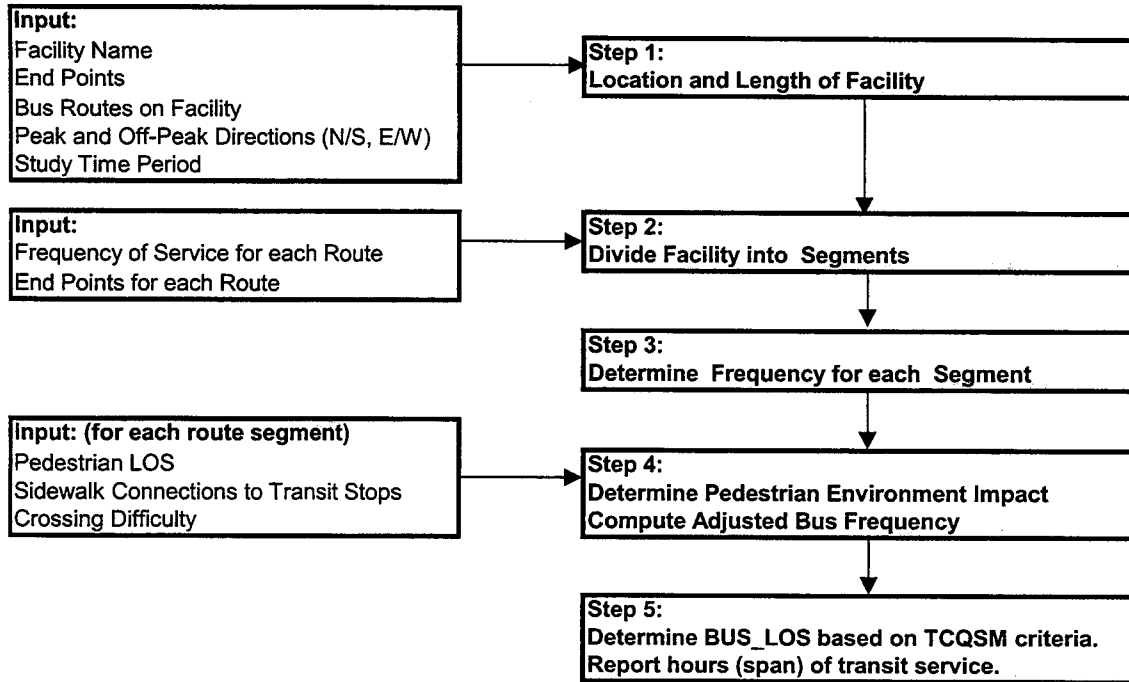 Input:
Facility Name
End Points
Bus Routes on Facility
Peak and Off-Peak Directions (N/S, E/W)
Study Time Period
Step 1:
Location and Length of Facility
Input:
Frequency of Service for each Route
End Points for each Route
Step 2:
Divide Facility into Segments
Step 3:
Determine Frequency for each Segment
Input: (for each route segment)
Pedestrian LOS
Sidewalk Connections to Transit Stops
Crossing Difficulty
Step 4:
Determine Pedestrian Environment Impact
Compute Adjusted Bus Frequency
Step 5:
Determine BUS_LOS based on TCQSM criteria.
Report hours (span) of transit service.